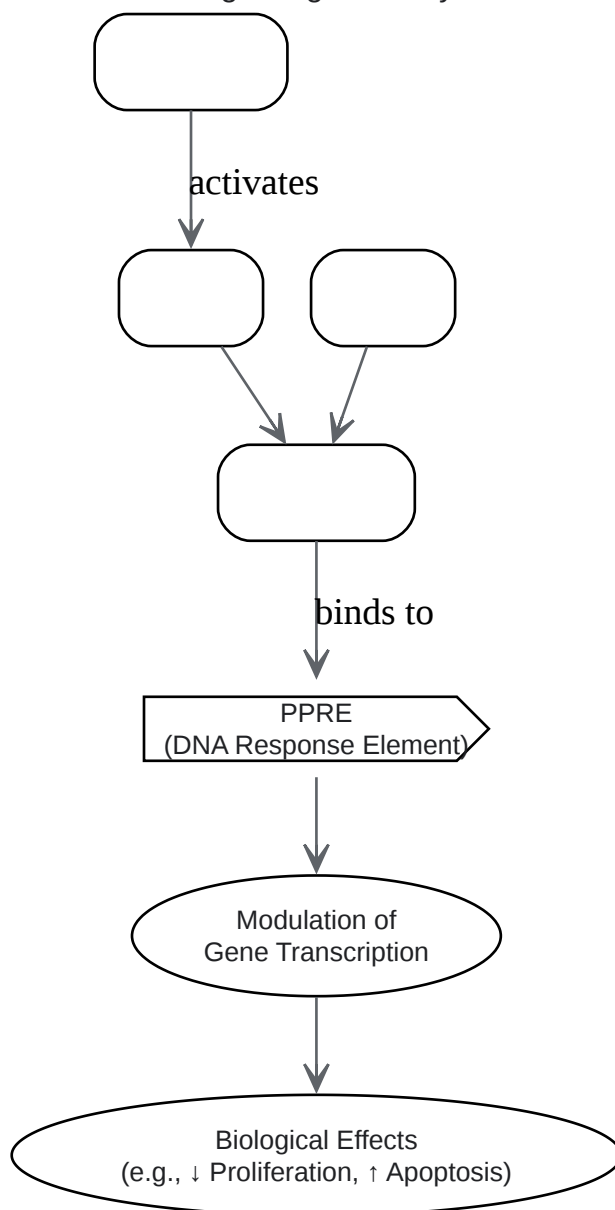 activates
binds to
PPRE
(DNA Response Element)
Modulation of
Gene Transcription
Biological Effects
(e.g., ↓ Proliferation, ↑ Apoptosis)